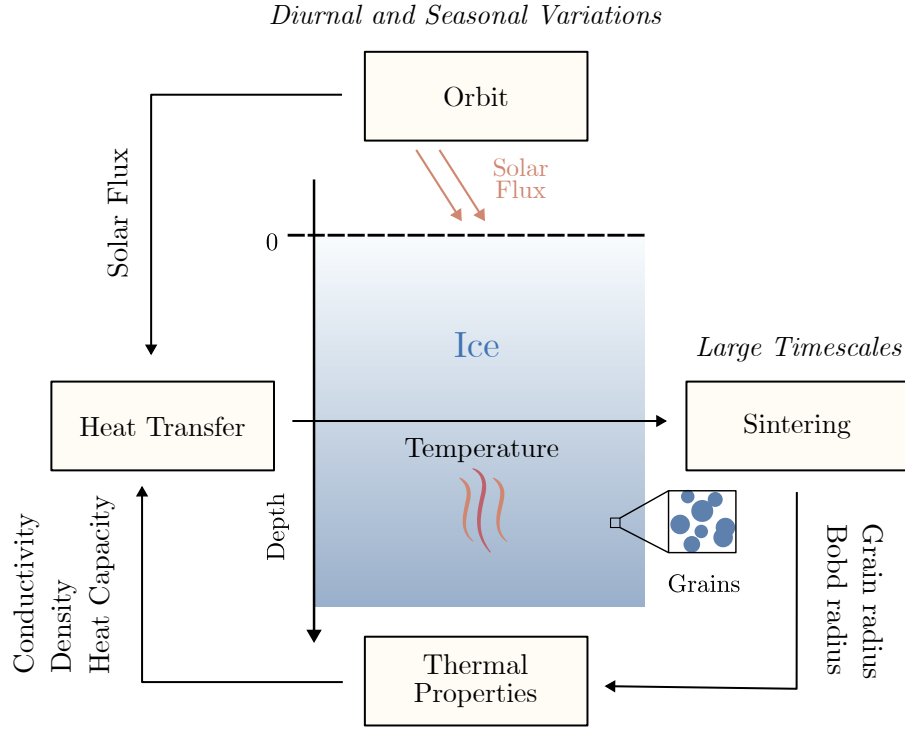 Diurnal and Seasonal Variations
Orbit
Solar
Flux
Solar Flux
0
Ice
Large Timescales
Heat Transfer
Sintering
Temperature
Depth
Grains
Conductivity
Density
Heat Capacity
Grain radius
Bobd radius
Thermal
Properties